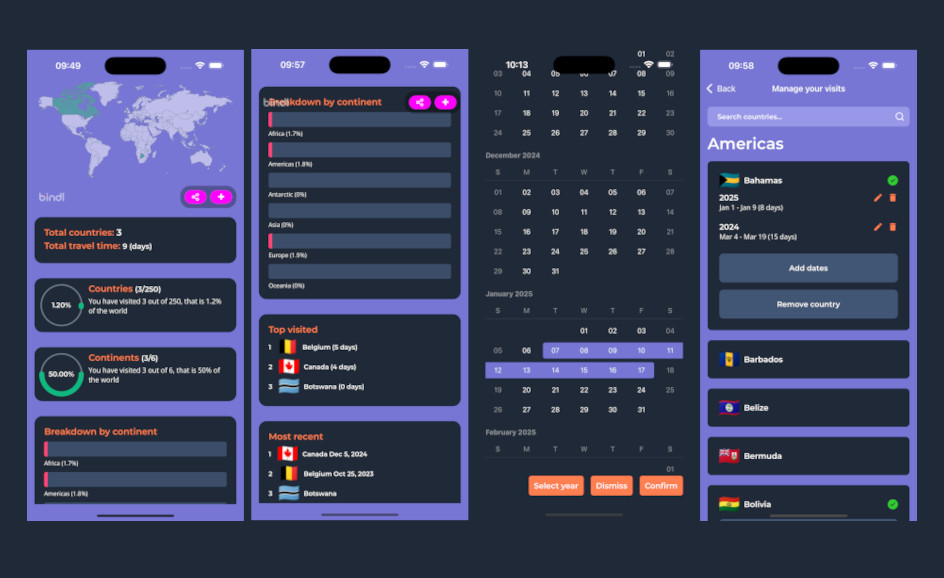 09:49
bindl
Total countries: 3
Total travel time: 9 (days)
Countries (3/250)
1.20%
You have visited 3 out of 250, that is 1.2%
of the world
Continents (3/6)
50.00%
You have visited 3 out of 6, that is 50% of
the world
Breakdown by continent
Africa (1.7%)
Americas (1.8%)
09:57
bindl
Breakdown by continent
Africa (1.7%)
Americas (1.8%)
Antarctic (0%)
Asia (0%)
Europe (1.9%)
Oceania (0%)
Top visited
1 Belgium (5 days)
2 Canada (4 days)
3 Botswana (0 days)
Most recent
1 Canada Dec 5, 2024
2 Belgium Oct 25, 2023
3 Botswana
01 02
10:13
03 04 05 07 08 09
10 11 12 13 14 15 16
17 18 19 20 21 22 23
24 25 26 27 28 29 30
December 2024
S M T W T F S
01 02 03 04 05 06 07
08 09 10 11 12 13 14
15 16 17 18 19 20 21
22 23 24 25 26 27 28
29 30 31
January 2025
S M T W T F S
01 02 03 04
05 06 07 08 09 10 11
12 13 14 15 16 17 18
19 20 21 22 23 24 25
26 27 28 29 30 31
February 2025
S M T W T F S
01
Select year
Dismiss
Confirm
09:58
Back
Manage your visits
Search countries...
Americas
Bahamas
2025
Jan 1 - Jan 9 (8 days)
2024
Mar 4 - Mar 19 (15 days)
Add dates
Remove country
Barbados
Belize
Bermuda
Bolivia